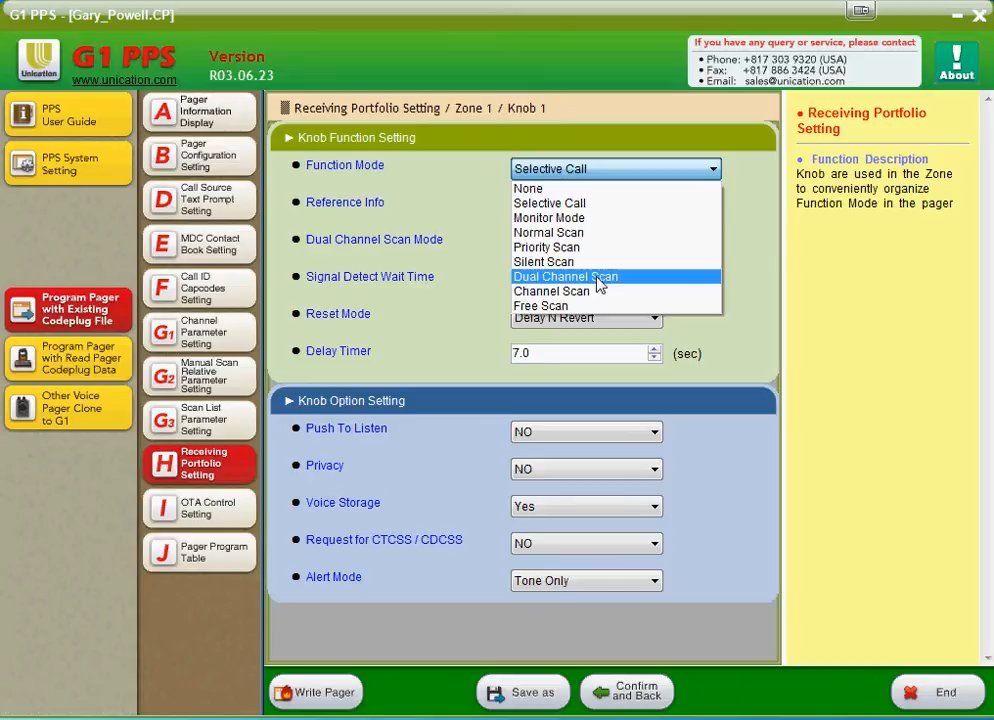 G1 PPS - [Gary_Powell.CP]
Unication
G1 PPS
www.unication.com
Version
R03.06.23
If you have any query or service, please contact
• Phone: +817 303 9320 (USA)
• Fax: +817 886 3424 (USA)
• Email: sales@unication.com
About
PPS
User Guide
PPS System
Setting
Program Pager
with Existing
Codeplug File
Program Pager
with Read Pager
Codeplug Data
Other Voice
Pager Clone
to G1
A
Pager
Information
Display
B
Pager
Configuration
Setting
D
Call Source
Text Prompt
Setting
E
MDC Contact
Book Setting
F
Call ID
Capcodes
Setting
G1
Channel
Parameter
Setting
G2
Manual Scan
Relative
Parameter
Setting
G3
Scan List
Parameter
Setting
H
Receiving
Portfolio
Setting
I
OTA Control
Setting
J
Pager Program
Table
Receiving Portfolio Setting / Zone 1 / Knob 1
Knob Function Setting
Function Mode
Selective Call
None
Selective Call
Monitor Mode
Normal Scan
Priority Scan
Silent Scan
Dual Channel Scan
Channel Scan
Free Scan
Reference Info
Dual Channel Scan Mode
Signal Detect Wait Time
Reset Mode
Delay N Revert
Delay Timer
7.0
(sec)
Knob Option Setting
Push To Listen
NO
Privacy
NO
Voice Storage
Yes
Request for CTCSS / CDCSS
NO
Alert Mode
Tone Only
• Receiving Portfolio
Setting
• Function Description
Knob are used in the Zone
to conveniently organize
Function Mode in the pager
Write Pager
Save as
Confirm
and Back
End